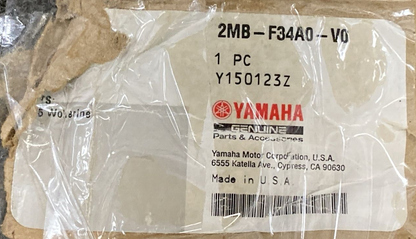 2MB-F34A0-V0
1 PC
Y150123Z
YAMAHA
GENUINE
Parts & Accessories
Yamaha Motor Corporation, U.S.A.
6555 Katella Ave., Cypress, CA 90630
Made in U.S.A.
Wolverine